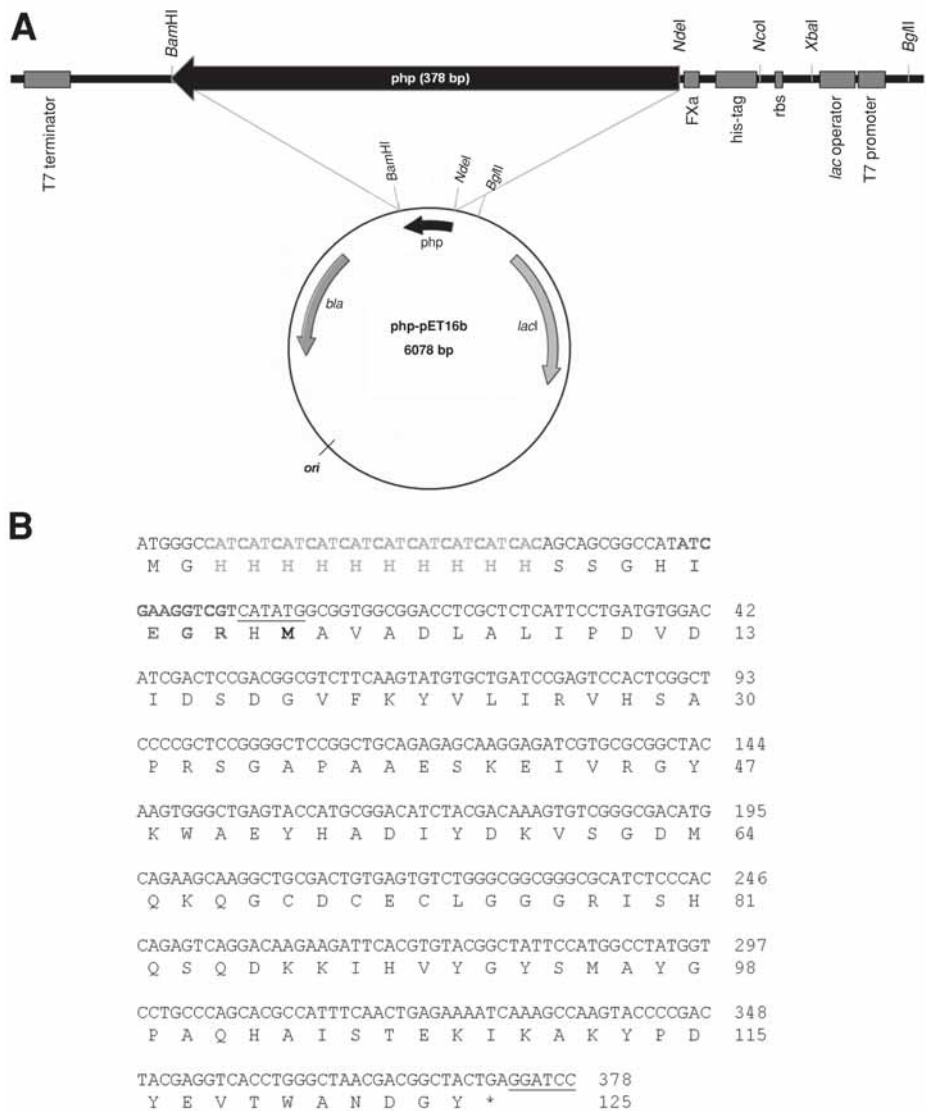 A
BamHI
NdeI
NcoI
XbaI
BglII
php (378 bp)
T7 terminator
FXa
his-tag
rbs
lac operator
T7 promoter
BamHI
NdeI
BglII
php
bla
lacI
php-pET16b
6078 bp
ori
B
ATGGGCCATCATCATCATCATCATCATCATCATCACAGCAGCGGCCATATC
M G H H H H H H H H H H S S G H I
GAAGGTCGTCATATGGCGGTGGCGGACCTCGCTCTCATTCCTGATGTGGAC 42
E G R H M A V A D L A L I P D V D 13
ATCGACTCCGACGGCGTCTTCAAGTATGTGCTGATCCGAGTCCACTCGGCT 93
I D S D G V F K Y V L I R V H S A 30
CCCCGCTCCGGGGCTCCGGCTGCAGAGAGCAAGGAGATCGTGCGCGGCTAC 144
P R S G A P A A E S K E I V R G Y 47
AAGTGGGCTGAGTACCATGCGGACATCTACGACAAAGTGTCGGGCGACATG 195
K W A E Y H A D I Y D K V S G D M 64
CAGAAGCAAGGCTGCGACTGTGAGTGTCTGGGCGGCGGGCGCATCTCCCAC 246
Q K Q G C D C E C L G G G R I S H 81
CAGAGTCAGGACAAGAAGATTCACGTGTACGGCTATTCCATGGCCTATGGT 297
Q S Q D K K I H V Y G Y S M A Y G 98
CCTGCCCAGCACGCCATTTCAACTGAGAAAATCAAAGCCAAGTACCCCGAC 348
P A Q H A I S T E K I K A K Y P D 115
TACGAGGTCACCTGGGCTAACGACGGCTACTGAGGATCC 378
Y E V T W A N D G Y * 125